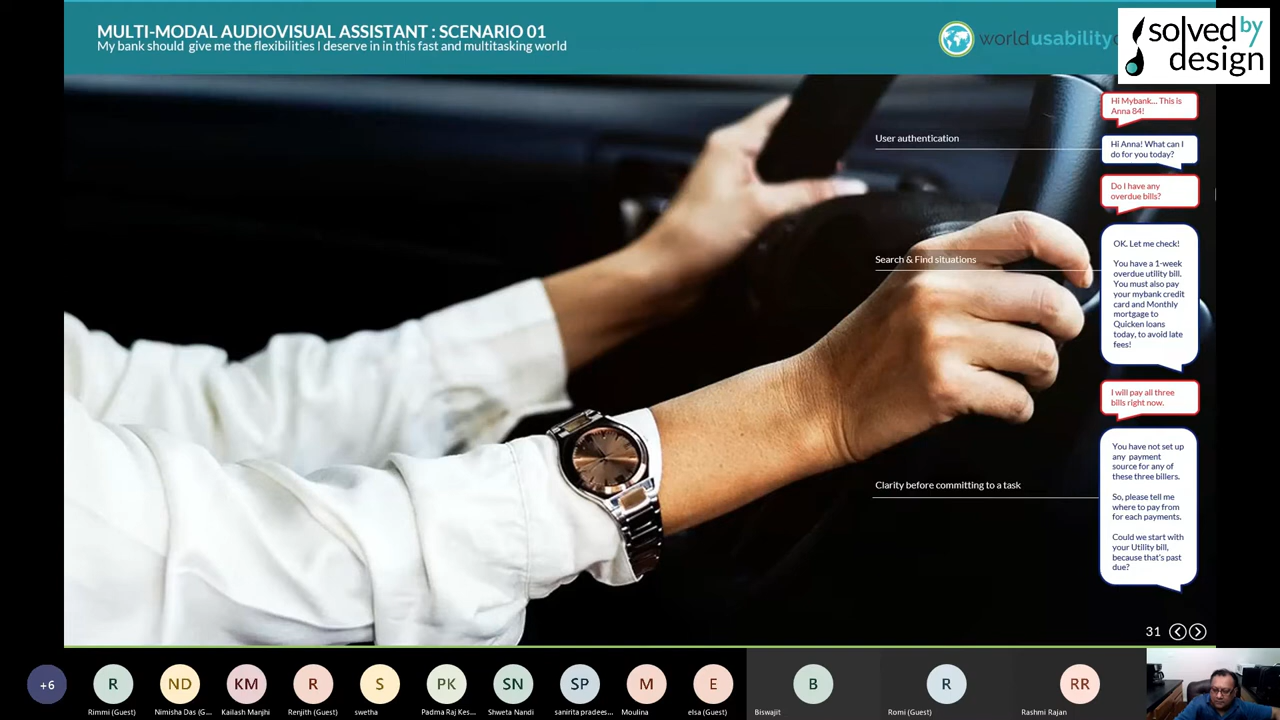 MULTI-MODAL AUDIOVISUAL ASSISTANT : SCENARIO 01
My bank should give me the flexibilities I deserve in in this fast and multitasking world
worldusability
solved by
design
Hi Mybank... This is
Anna 84!
User authentication
Hi Anna! What can I
do for you today?
Do I have any
overdue bills?
OK. Let me check!
Search & Find situations
You have a 1-week
overdue utility bill.
You must also pay
your mybank credit
card and Monthly
mortgage to
Quicken loans
today, to avoid late
fees!
I will pay all three
bills right now.
You have not set up
any payment
source for any of
these three billers.
Clarity before committing to a task
So, please tell me
where to pay from
for each payments.
Could we start with
your Utility bill,
because that's past
due?
31
+6
R
ND
KM
R
S
PK
SN
SP
M
E
B
R
RR
Rimmi (Guest)
Nimisha Das (G...
Kailash Manjhi
Renjith (Guest)
swetha
Padma Raj Kes...
Shweta Nandi
sanirita pradees...
Moulina
elsa (Guest)
Biswajit
Romi (Guest)
Rashmi Rajan